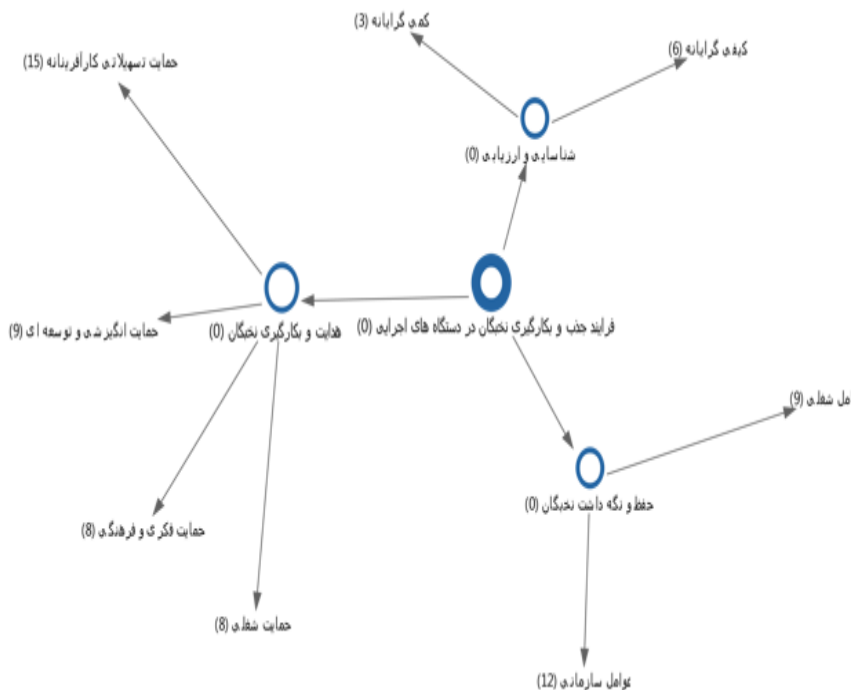 کمی گرایانه (3)
کیفی گرایانه (6)
حمایت تسهیلاتی کارآفرینانه (15)
شناسایی و ارزیابی (0)
فرایند جذب و بکارگیری نخبگان در دستگاه های اجرایی (0)
هدایت و بکارگیری نخبگان (0)
حمایت انگیزشی و توسعه ای (9)
مل شغلی (9)
حفظ و نگه داشت نخبگان (0)
حمایت فکری و فرهنگی (8)
حمایت شغلی (8)
عوامل سازمانی (12)